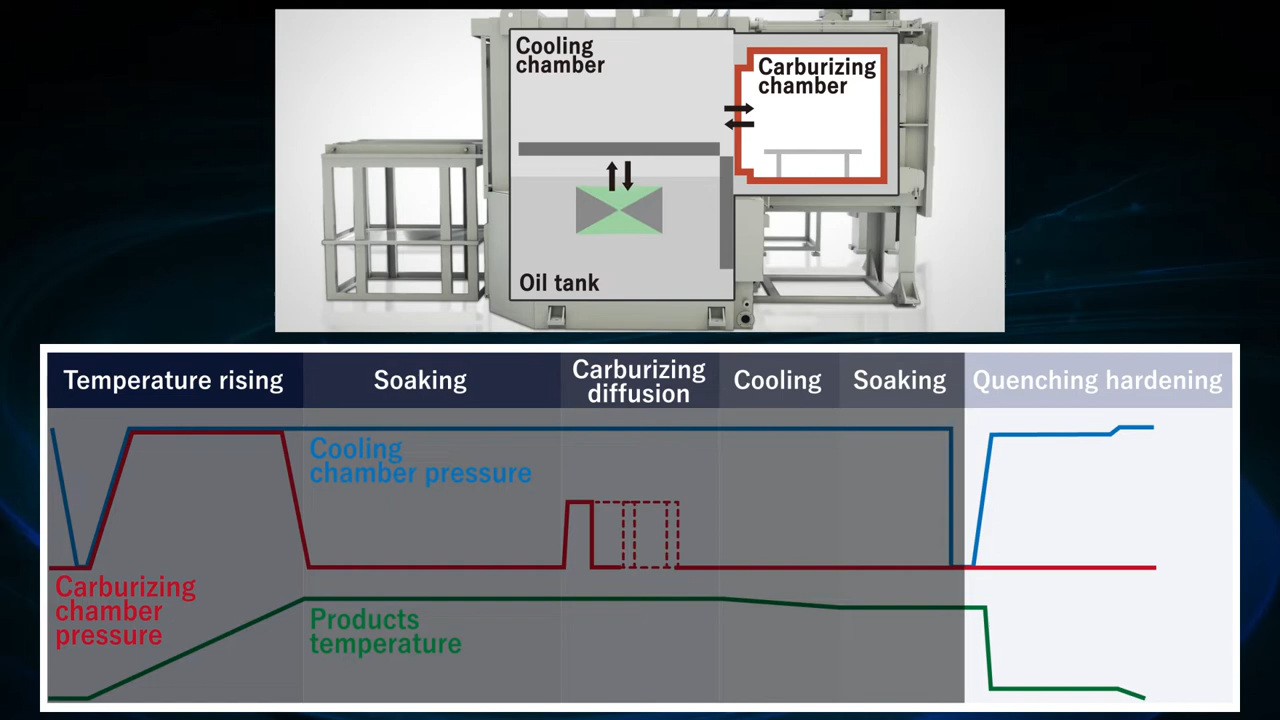 Cooling
chamber
Carburizing
chamber
Oil tank
Temperature rising
Soaking
Carburizing
diffusion
Cooling
Soaking
Quenching hardening
Cooling
chamber pressure
Carburizing
chamber
pressure
Products
temperature